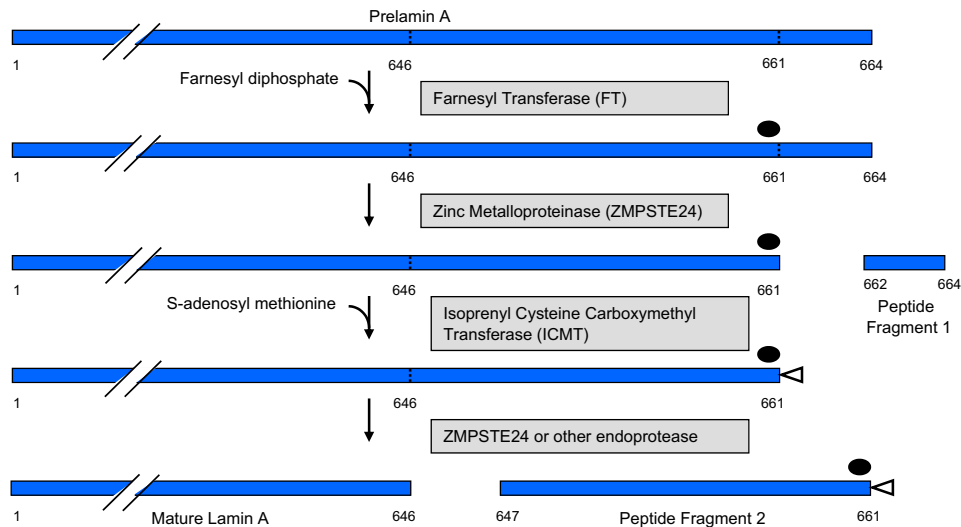 Prelamin A
1 646 661 664
Farnesyl diphosphate
Farnesyl Transferase (FT)
1 646 661 664
Zinc Metalloproteinase (ZMPSTE24)
1 646 661 662 664
Peptide
Fragment 1
S-adenosyl methionine
Isoprenyl Cysteine Carboxymethyl
Transferase (ICMT)
1 646 661
ZMPSTE24 or other endoprotease
1 646 647 661
Mature Lamin A Peptide Fragment 2